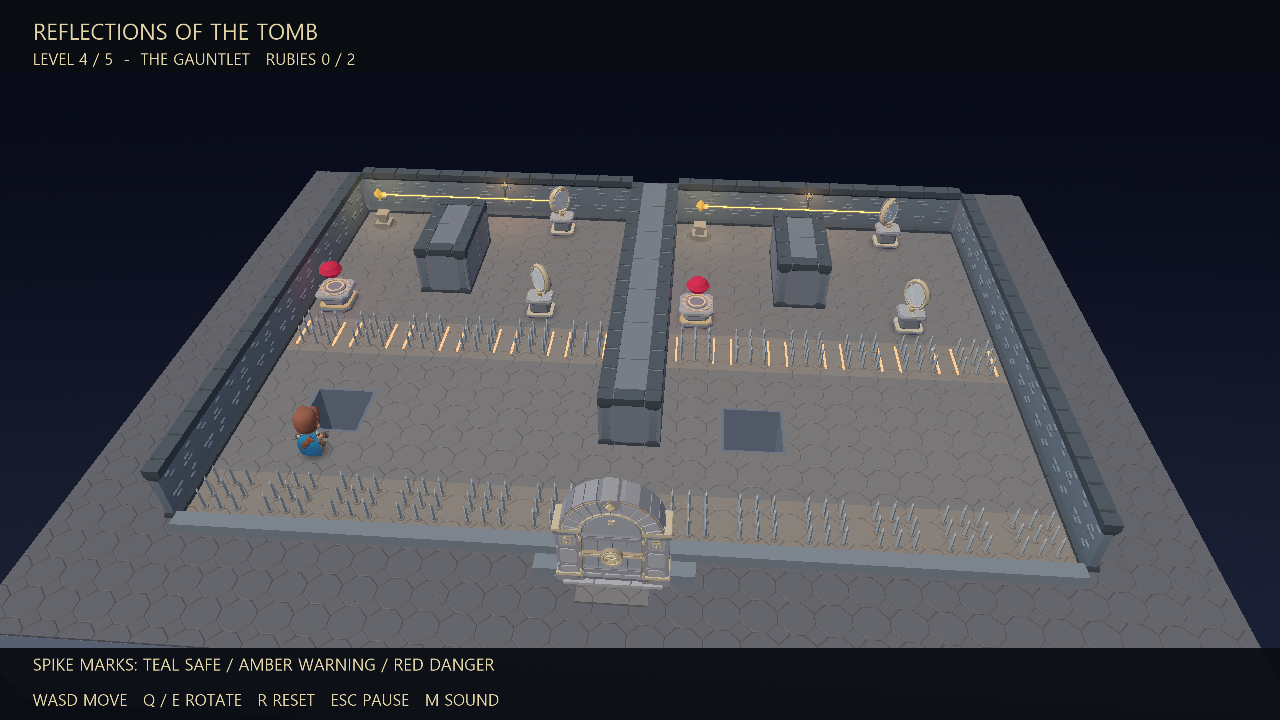 REFLECTIONS OF THE TOMB
LEVEL 4 / 5 - THE GAUNTLET RUBIES 0 / 2
SPIKE MARKS: TEAL SAFE / AMBER WARNING / RED DANGER
WASD MOVE Q / E ROTATE R RESET ESC PAUSE M SOUND